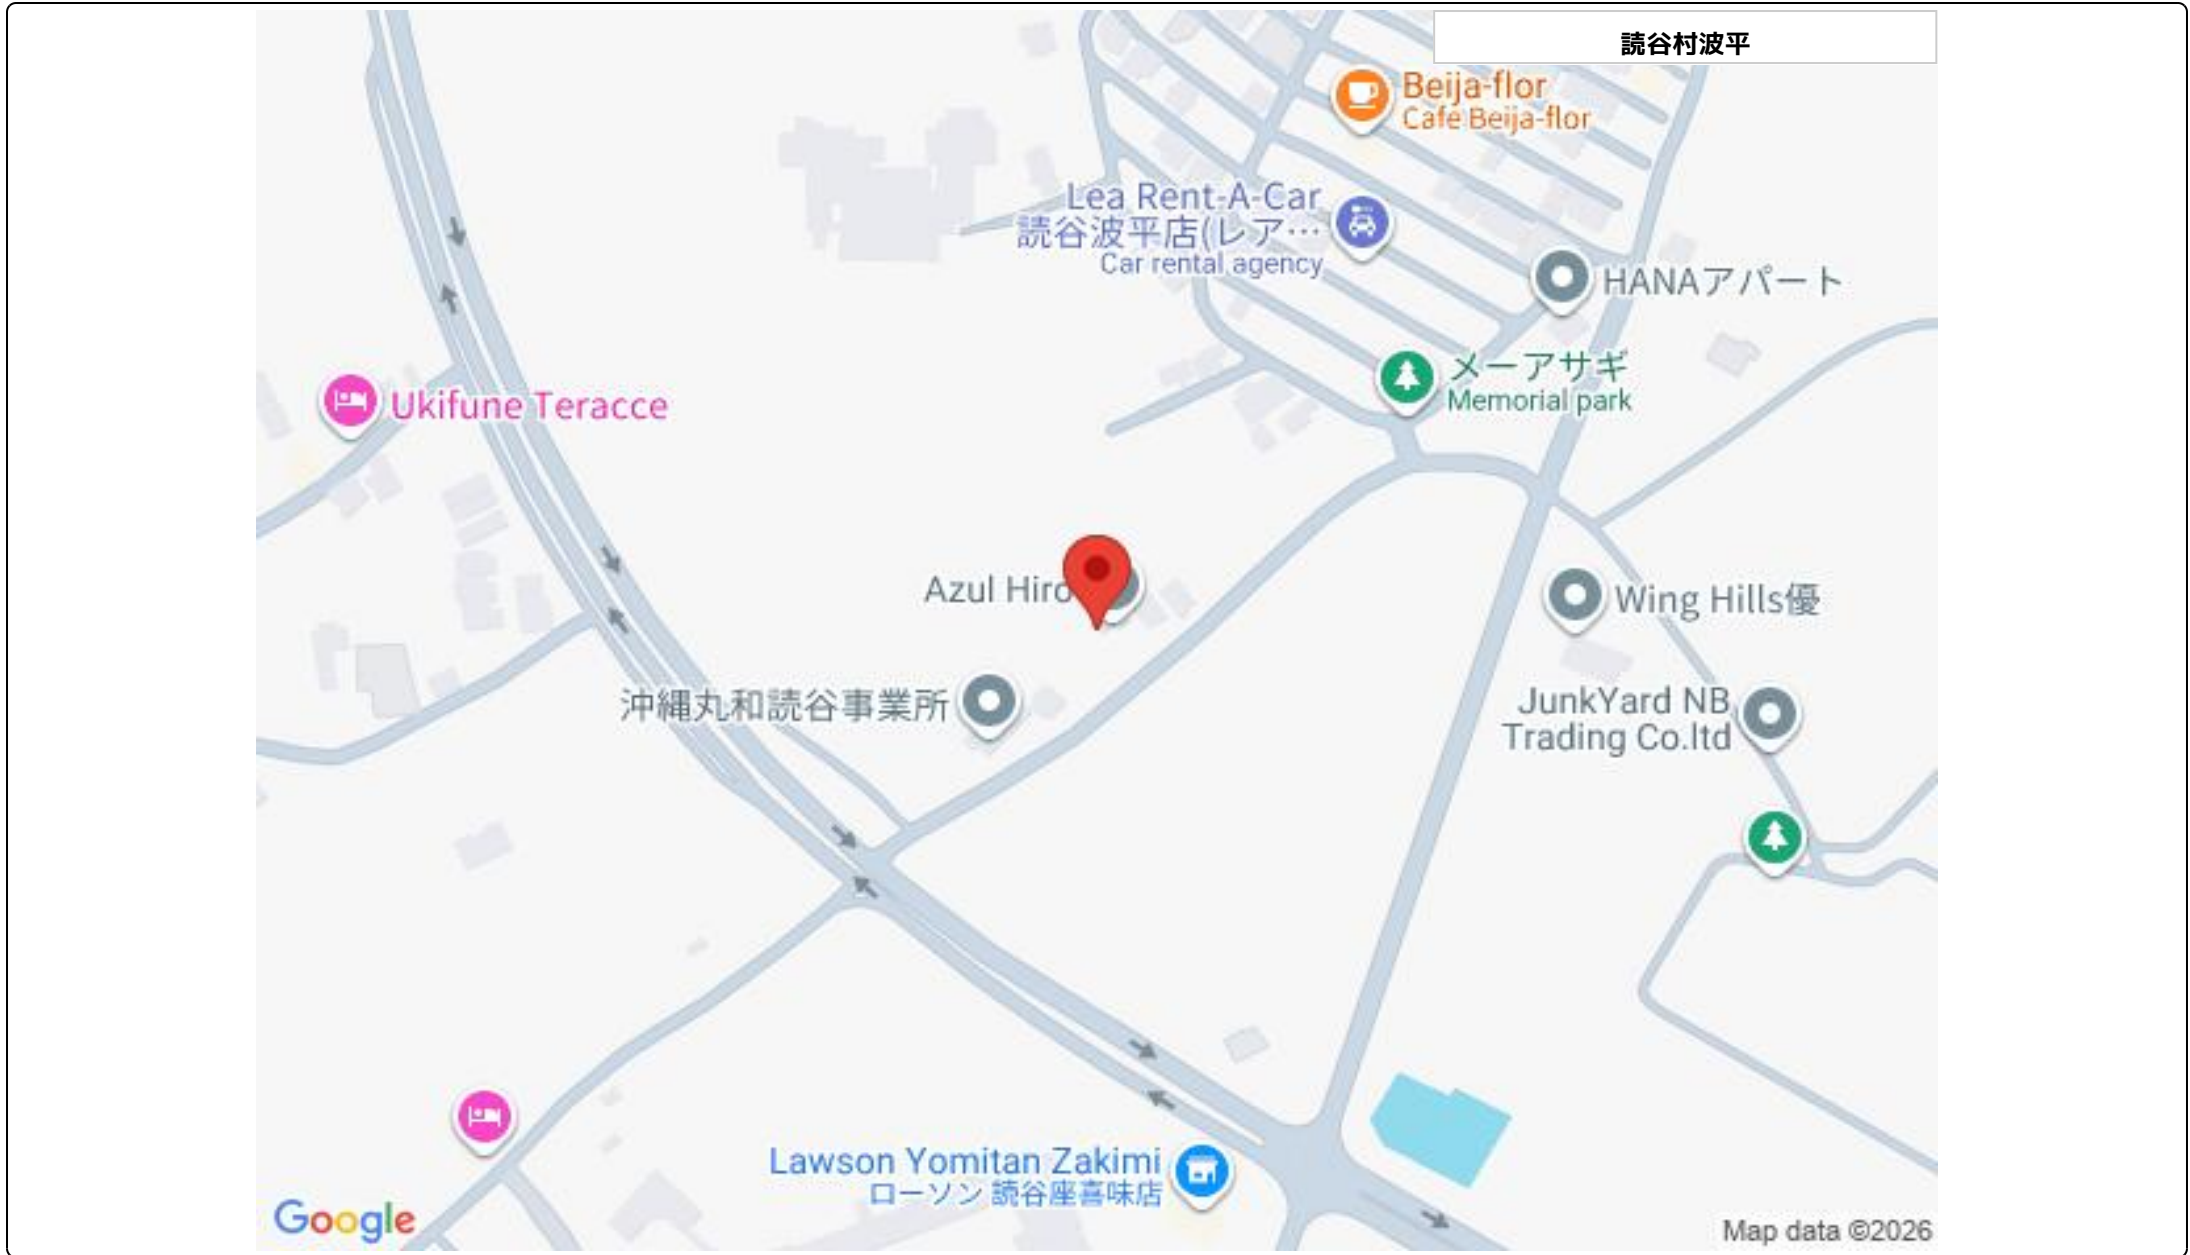 読谷村波平
Beija-flor
Cafe Beija-flor
Lea Rent-A-Car
読谷波平店(レア…
Car rental agency
HANAアパート
メーアサギ
Memorial park
Ukifune Teracce
Azul Hiro
Wing Hills優
沖縄丸和読谷事業所
JunkYard NB
Trading Co.ltd
Lawson Yomitan Zakimi
ローソン 読谷座喜味店
Google
Map data ©2026